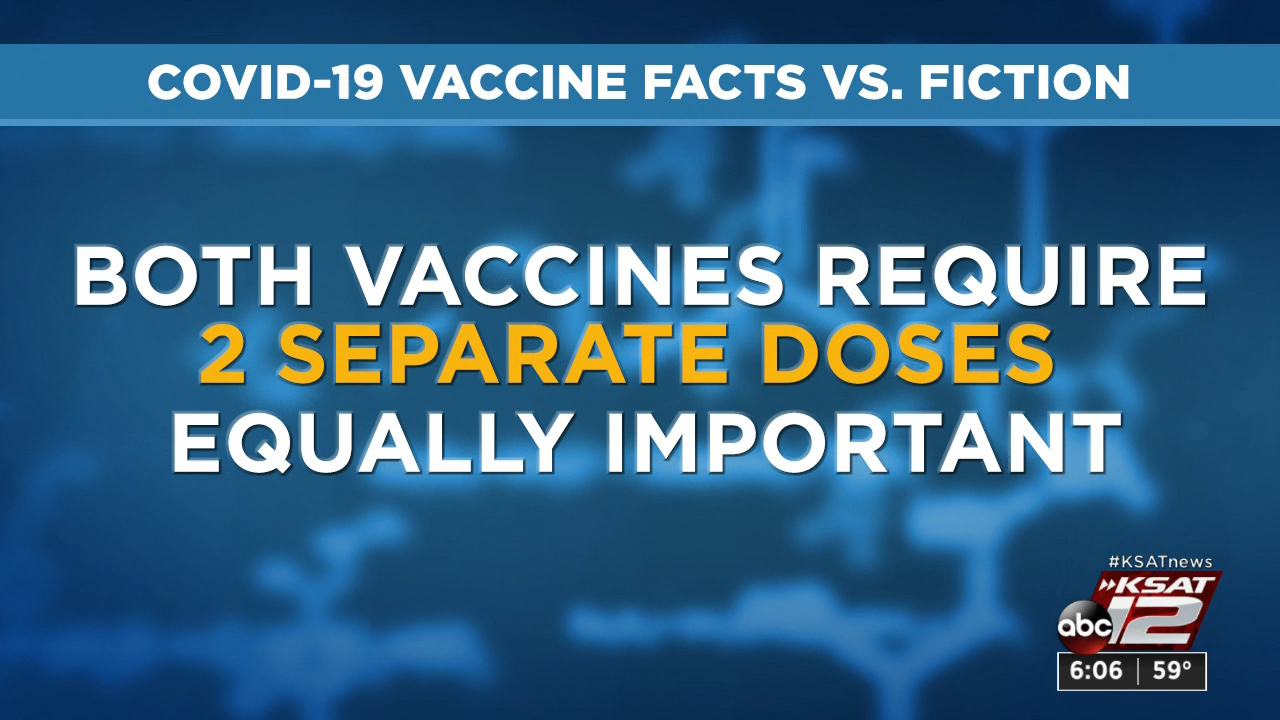 COVID-19 VACCINE FACTS VS. FICTION
BOTH VACCINES REQUIRE
2 SEPARATE DOSES
EQUALLY IMPORTANT
#KSATnews
KSAT
abc 12
6:06 59°